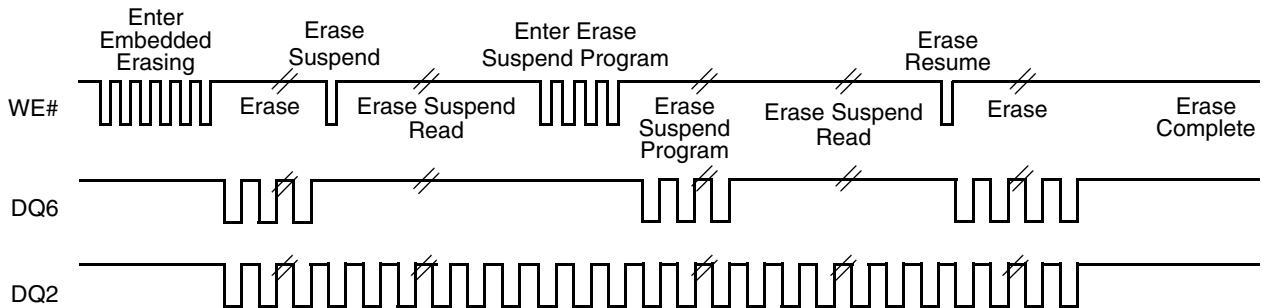 Enter
Embedded
Erasing
Erase
Suspend
Enter Erase
Suspend Program
Erase
Resume
WE#
Erase
Erase Suspend
Read
Erase
Suspend
Program
Erase Suspend
Read
Erase
Erase
Complete
DQ6
DQ2